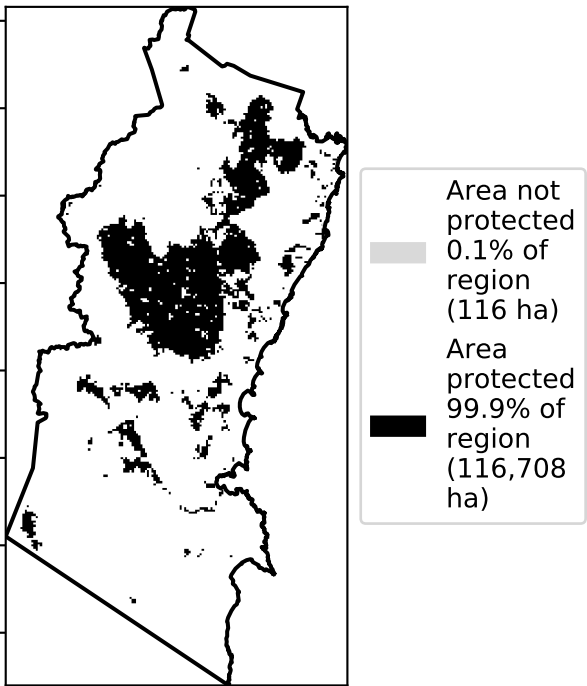 Area not
protected
0.1% of
region
(116 ha)
Area
protected
99.9% of
region
(116,708
ha)